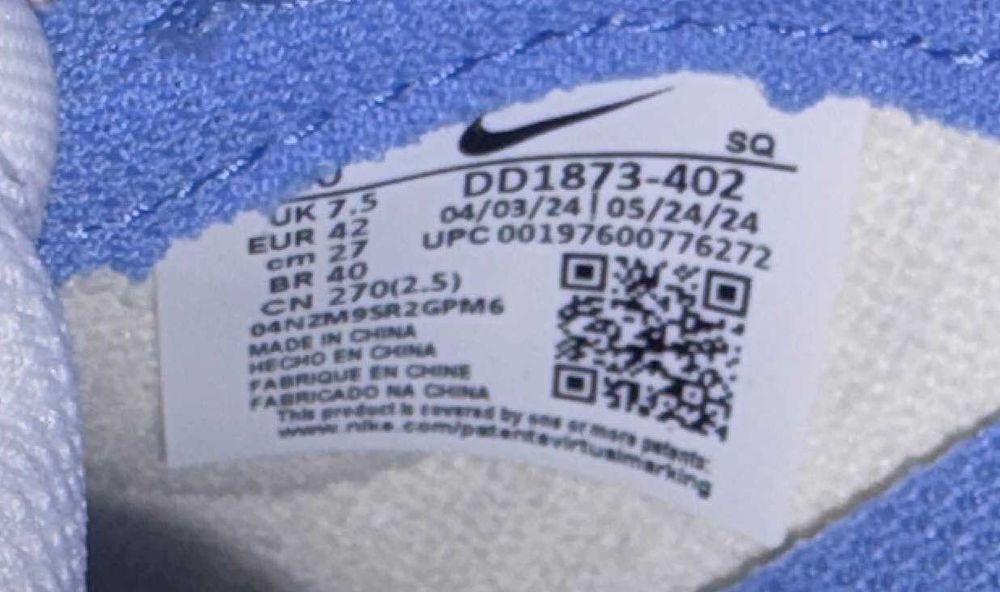 SQ
DD1873-402
04/03/24 | 05/24/24
UPC 00197600776272
UK 7.5
EUR 42
cm 27
BR 40
CN 270(2.5)
04NZM9SR2GPM6
MADE IN CHINA
HECHO EN CHINA
FABRIQUE EN CHINE
FABRICADO NA CHINA
This product is covered by one or more patents:
www.nike.com/patentsvirtualmarking